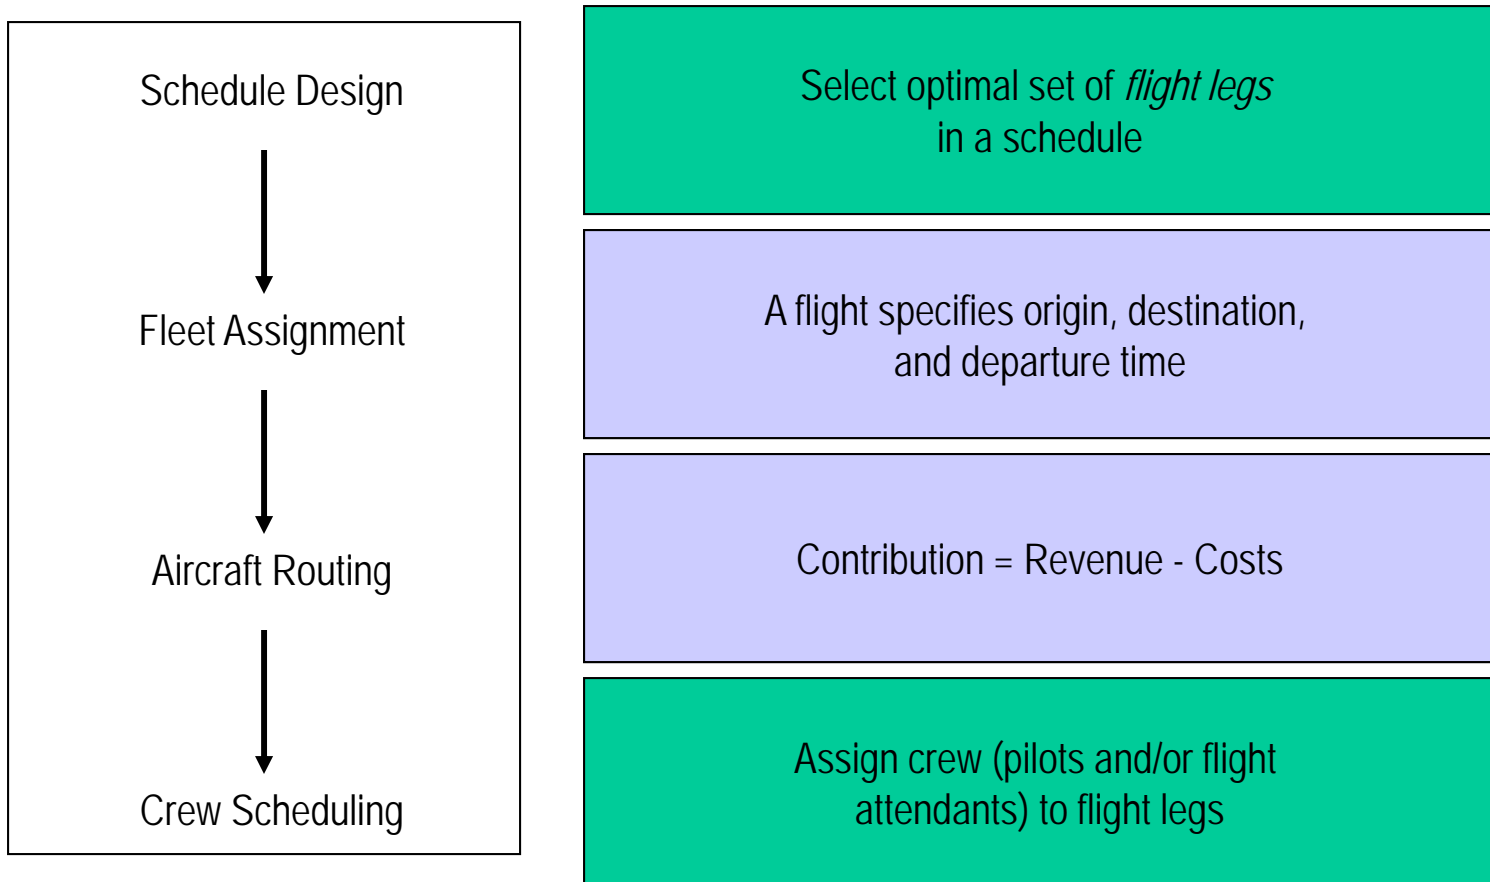 Schedule Design
Fleet Assignment
Aircraft Routing
Crew Scheduling
Select optimal set of flight legs
in a schedule
A flight specifies origin, destination,
and departure time
Contribution = Revenue - Costs
Assign crew (pilots and/or flight
attendants) to flight legs